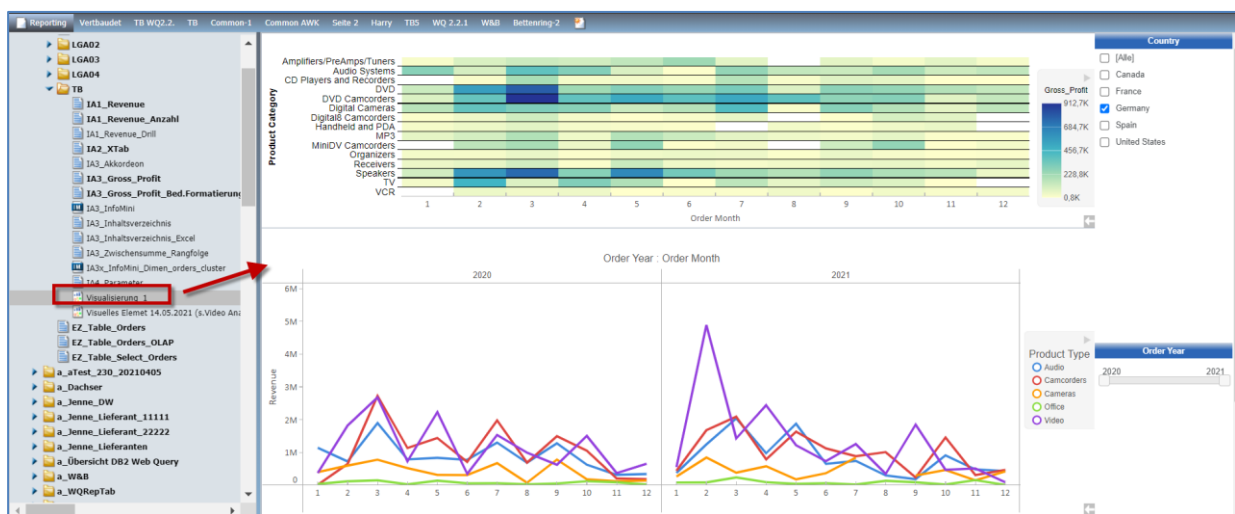 Reporting Vertbaudet TB WQ2.2. TB Common-1 Common AWK Seite 2 Harry TB5 WQ 2.2.1 W&B Bettenring-2
LGA02
LGA03
LGA04
TB
IA1_Revenue
IA1_Revenue_Anzahl
IA1_Revenue_Drill
IA2_XTab
IA3_Akkordeon
IA3_Gross_Profit
IA3_Gross_Profit_Bed.Formatierung
IA3_InfoMini
IA3_Inhaltsverzeichnis
IA3_Inhaltsverzeichnis_Excel
IA3_Zwischensumme_Rangfolge
IA3x_InfoMini_Dimen_orders_cluster
IA4_Parameter
Visualisierung_1
Visuelles Elemet 14.05.2021 (s.Video Ana
EZ_Table_Orders
EZ_Table_Orders_OLAP
EZ_Table_Select_Orders
a_aTest_230_20210405
a_Dachser
a_Jenne_DW
a_Jenne_Lieferant_11111
a_Jenne_Lieferant_22222
a_Jenne_Lieferanten
a_Übersicht DB2 Web Query
a_W&B
a_WQRepTab
Product Category
Amplifiers/PreAmps/Tuners
Audio Systems
CD Players and Recorders
DVD
DVD Camcorders
Digital Cameras
Digital8 Camcorders
Handheld and PDA
MP3
MiniDV Camcorders
Organizers
Receivers
Speakers
TV
VCR
1 2 3 4 5 6 7 8 9 10 11 12
Order Month
Gross_Profit
912,7K
684,7K
456,7K
228,8K
0,8K
Country
[Alle]
Canada
France
Germany
Spain
United States
Order Year : Order Month
2020 2021
Revenue
6M
5M
4M
3M
2M
1M
0
1 2 3 4 5 6 7 8 9 10 11 12 1 2 3 4 5 6 7 8 9 10 11 12
Product Type
Audio
Camcorders
Cameras
Office
Video
Order Year
2020 2021